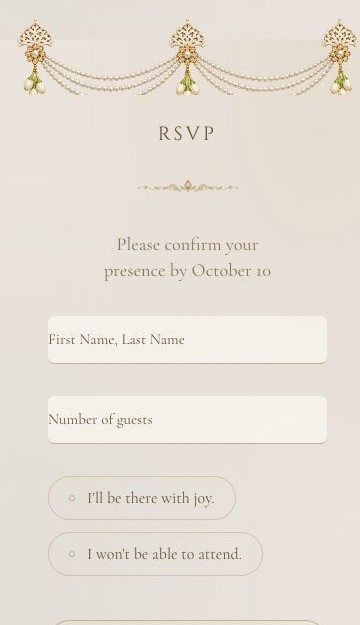 RSVP
Please confirm your
presence by October 10
First Name, Last Name
Number of guests
I'll be there with joy.
I won't be able to attend.